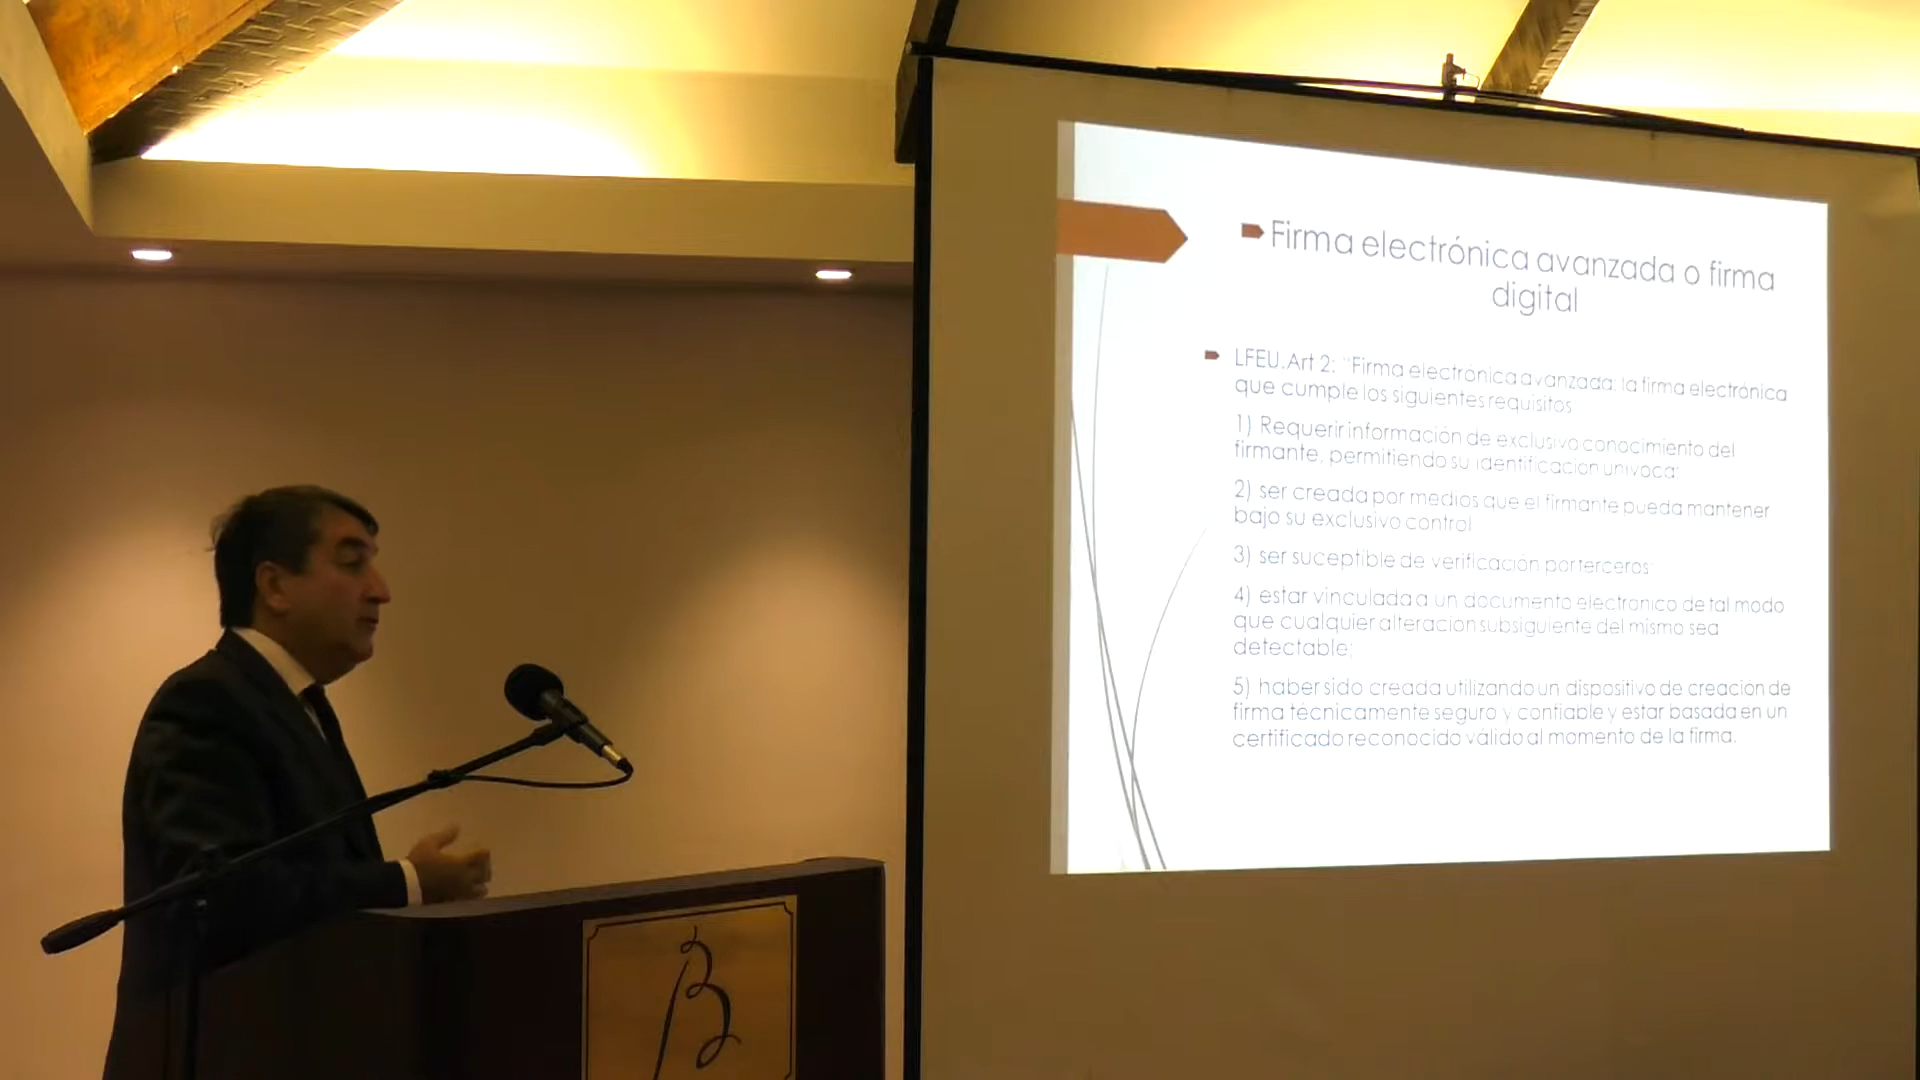 Firma electrónica avanzada o firma
digital
LFEU.Art 2: "Firma electrónica avanzada: la firma electrónica
que cumple los siguientes requisitos
1) Requerir información de exclusivo conocimiento del
firmante, permitiendo su identificación unívoca;
2) ser creada por medios que el firmante pueda mantener
bajo su exclusivo control
3) ser suceptible de verificación por terceros;
4) estar vinculada a un documento electrónico de tal modo
que cualquier alteración subsiguiente del mismo sea
detectable;
5) haber sido creada utilizando un dispositivo de creación de
firma técnicamente seguro y confiable y estar basada en un
certificado reconocido válido al momento de la firma.
B